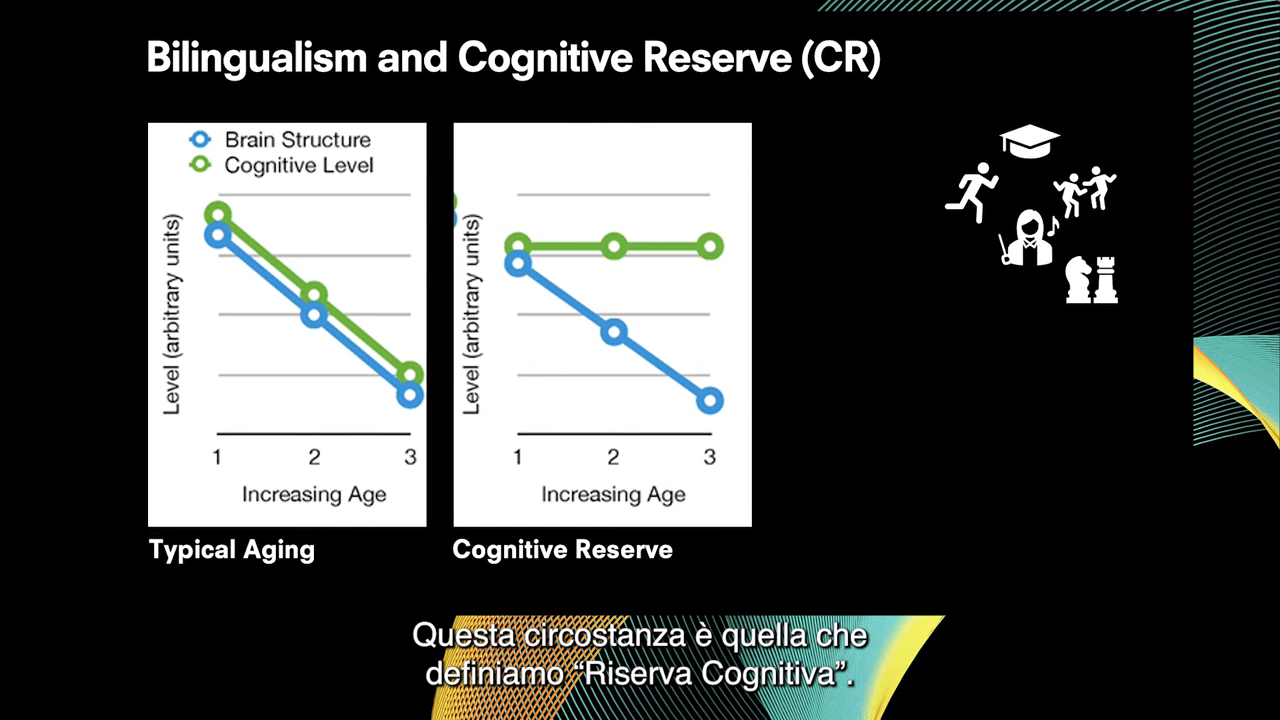 Bilingualism and Cognitive Reserve (CR)
Brain Structure
Cognitive Level
Level (arbitrary units)
1 2 3
Increasing Age
Typical Aging
Level (arbitrary units)
1 2 3
Increasing Age
Cognitive Reserve
Questa circostanza è quella che
definiamo “Riserva Cognitiva”.